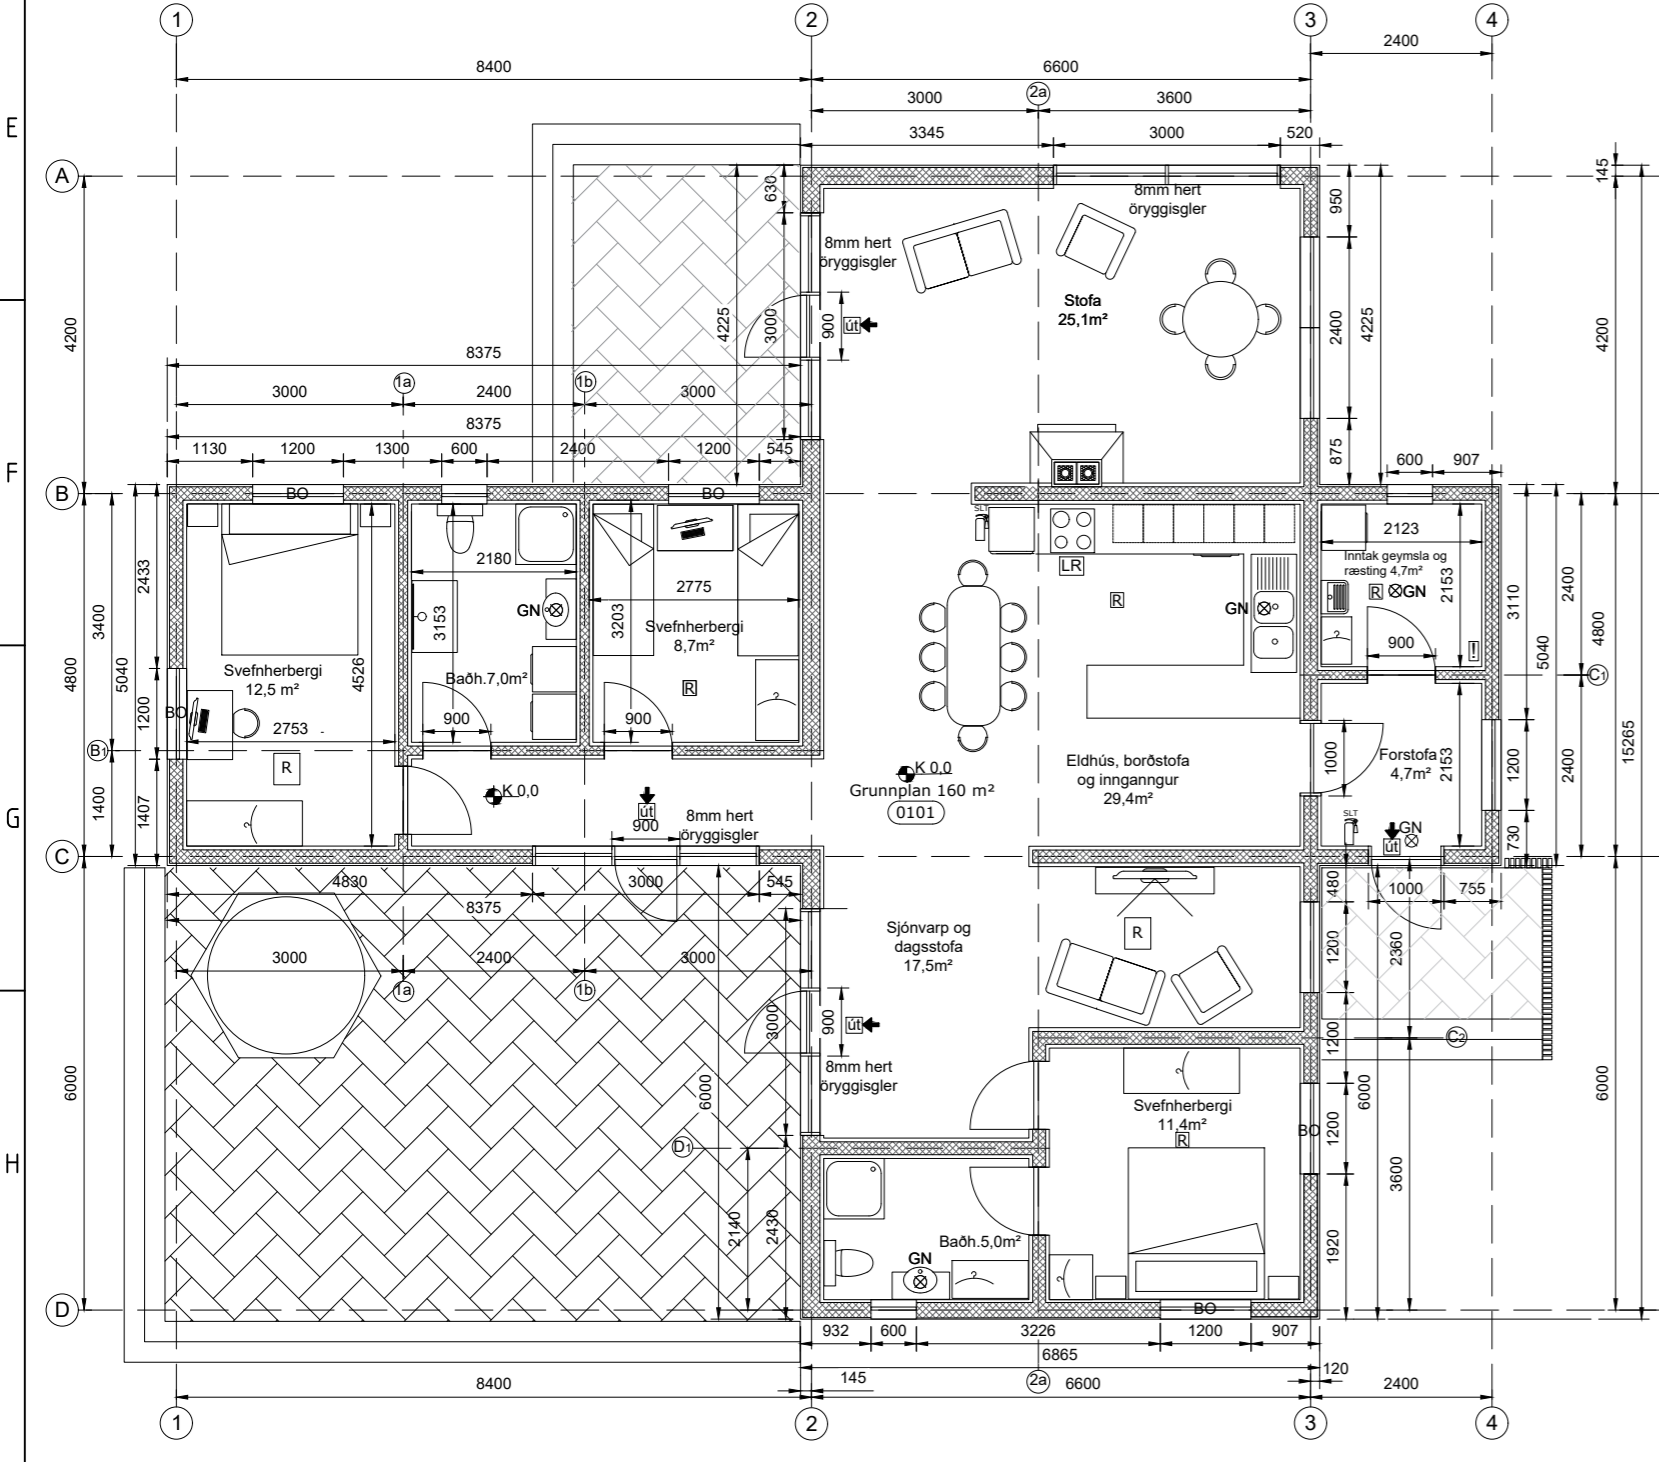 1
2
3
4
2400
8400
6600
3000
2a
3600
3345
3000
520
E
A
145
630
8mm hert
öryggisgler
950
8mm hert
öryggisgler
Stofa
25,1m²
4225
3000
900
út
2400
4225
4200
4200
8375
3000
1a
2400
1b
3000
8375
1130
1200
1300
600
2400
1200
545
875
600
907
F
B
BO
BO
SLT
2123
2180
LR
Inntak geymsla og
ræsting 4,7m²
2433
2775
R
GN
2153
2400
3110
GN
R
GN
3400
3153
3203
Svefnherbergi
8,7m²
4800
5040
Svefnherbergi
12,5 m²
4526
Baðh.7,0m²
900
!
4800
5040
C1
R
BO
1200
2753
900
900
B1
R
K 0,0
Eldhús, borðstofa
og inngangur
29,4m²
1000
Forstofa
4,7m²
2153
1200
2400
15265
G
1400
1407
K 0,0
Grunnplan 160 m²
0101
út
900
8mm hert
öryggisgler
SLT
GN
út
730
C
4830
3000
545
480
1000
755
8375
Sjónvarp og
dagsstofa
17,5m²
R
1200
2360
3000
2400
3000
1a
1b
3000
900
út
1200
C2
8mm hert
öryggisgler
6000
6000
6000
6000
Svefnherbergi
11,4m²
R
BO
1200
D1
H
3600
2140
2430
Baðh.5,0m²
GN
1920
D
BO
932
600
3226
1200
907
6865
145
2a
120
8400
6600
2400
1
2
3
4